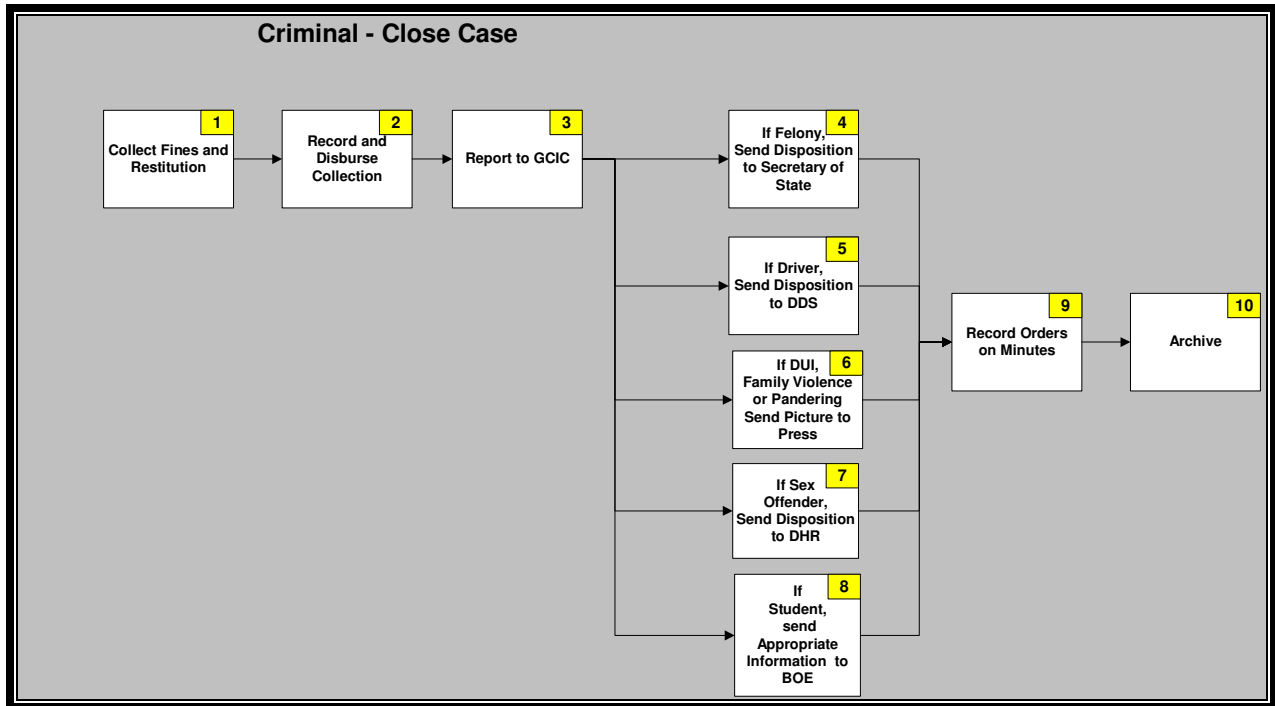 Criminal - Close Case
1
Collect Fines and
Restitution
2
Record and
Disburse
Collection
3
Report to GCIC
4
If Felony,
Send Disposition
to Secretary of
State
5
If Driver,
Send Disposition
to DDS
6
If DUI,
Family Violence
or Pandering
Send Picture to
Press
7
If Sex
Offender,
Send Disposition
to DHR
8
If
Student,
send
Appropriate
Information to
BOE
9
Record Orders
on Minutes
10
Archive